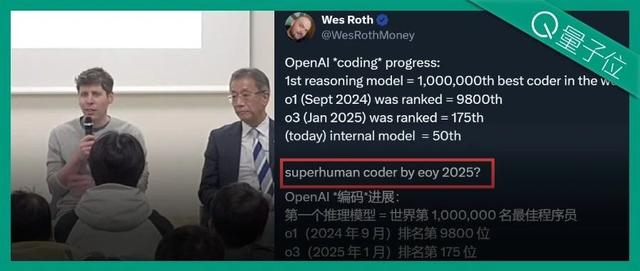 量子位
Wes Roth
@WesRothMoney
OpenAI *coding* progress:
1st reasoning model = 1,000,000th best coder in the
o1 (Sept 2024) was ranked = 9800th
o3 (Jan 2025) was ranked = 175th
(today) internal model = 50th
superhuman coder by eoy 2025?
OpenAI *编码*进展：
第一个推理模型 = 世界第 1,000,000 名最佳程序员
o1（2024 年 9 月）排名第 9800 位
o3（2025 年 1 月）排名第 175 位